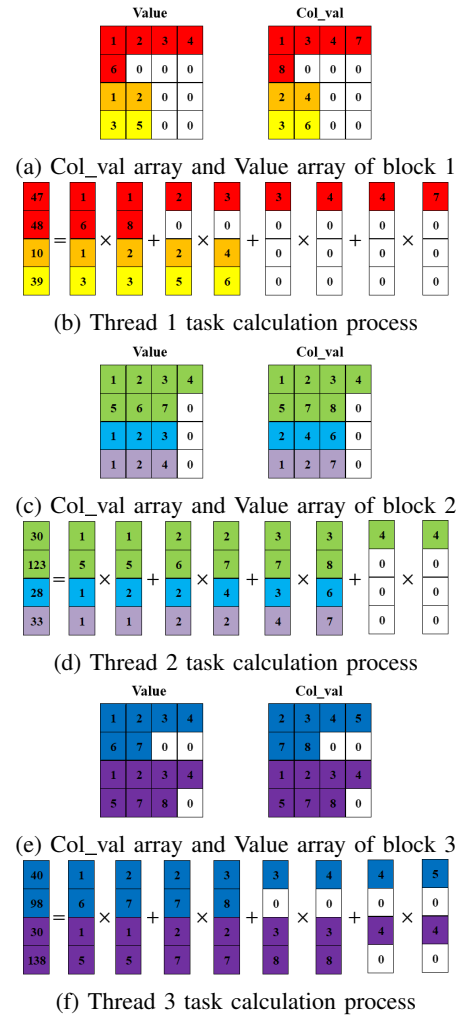 Value Col_val
1 2 3 4 1 3 4 7
6 0 0 0 8 0 0 0
1 2 0 0 2 4 0 0
3 5 0 0 3 6 0 0
(a) Col_val array and Value array of block 1
47 1 1 2 3 3 4 4 7
48 6 8 0 0 0 0 0 0
= × + × + × + ×
10 1 2 2 4 0 0 0 0
39 3 3 5 6 0 0 0 0
(b) Thread 1 task calculation process
Value Col_val
1 2 3 4 1 2 3 4
5 6 7 0 5 7 8 0
1 2 3 0 2 4 6 0
1 2 4 0 1 2 7 0
(c) Col_val array and Value array of block 2
30 1 1 2 2 3 3 4 4
123 5 5 6 7 7 8 0 0
= × + × + × + ×
28 1 2 2 4 3 6 0 0
33 1 1 2 2 4 7 0 0
(d) Thread 2 task calculation process
Value Col_val
1 2 3 4 2 3 4 5
6 7 0 0 7 8 0 0
1 2 3 4 1 2 3 4
5 7 8 0 5 7 8 0
(e) Col_val array and Value array of block 3
40 1 2 2 3 3 4 4 5
98 6 7 7 8 0 0 0 0
= × + × + × + ×
30 1 1 2 2 3 3 4 4
138 5 5 7 7 8 8 0 0
(f) Thread 3 task calculation process